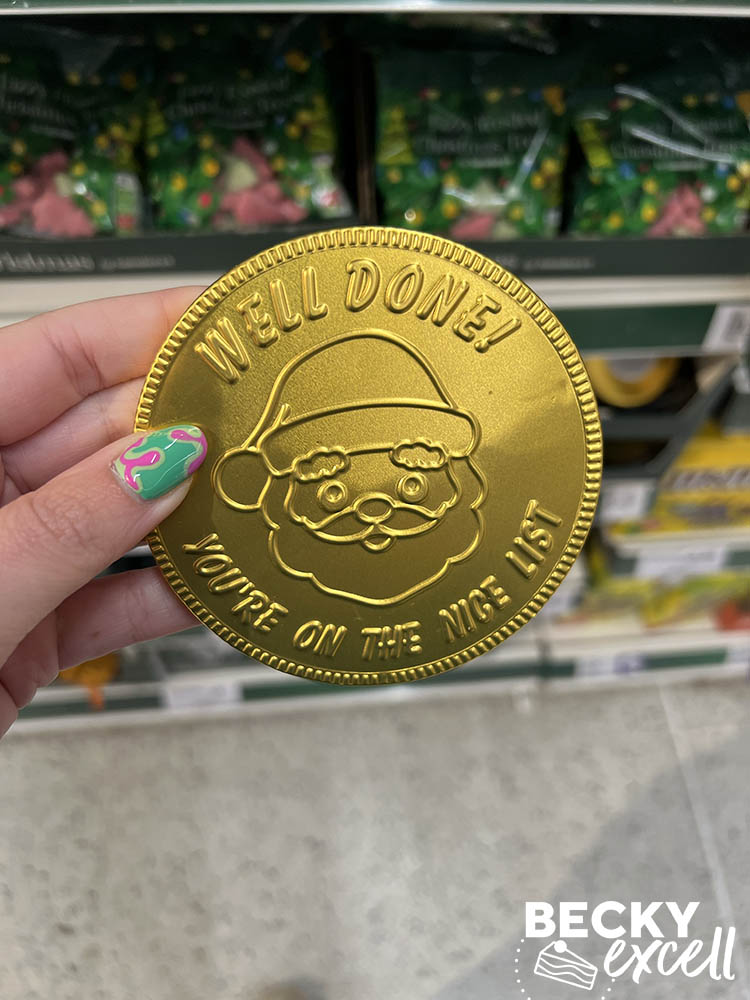 WELL DONE!
YOU'RE ON THE NICE LIST
BECKY
excell